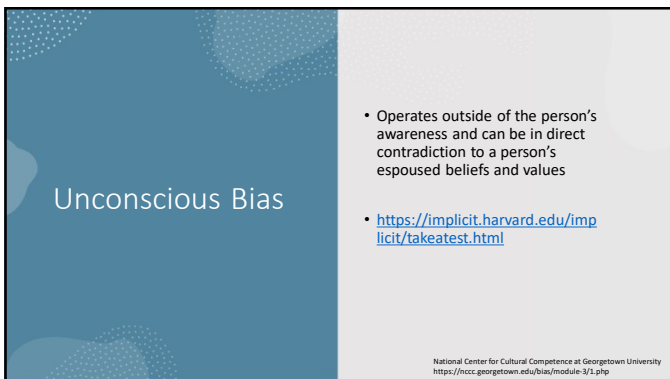 Unconscious Bias
• Operates outside of the person's
awareness and can be in direct
contradiction to a person's
espoused beliefs and values
• https://implicit.harvard.edu/imp
licit/takeatest.html
National Center for Cultural Competence at Georgetown University
https://nccc.georgetown.edu/bias/module-3/1.php